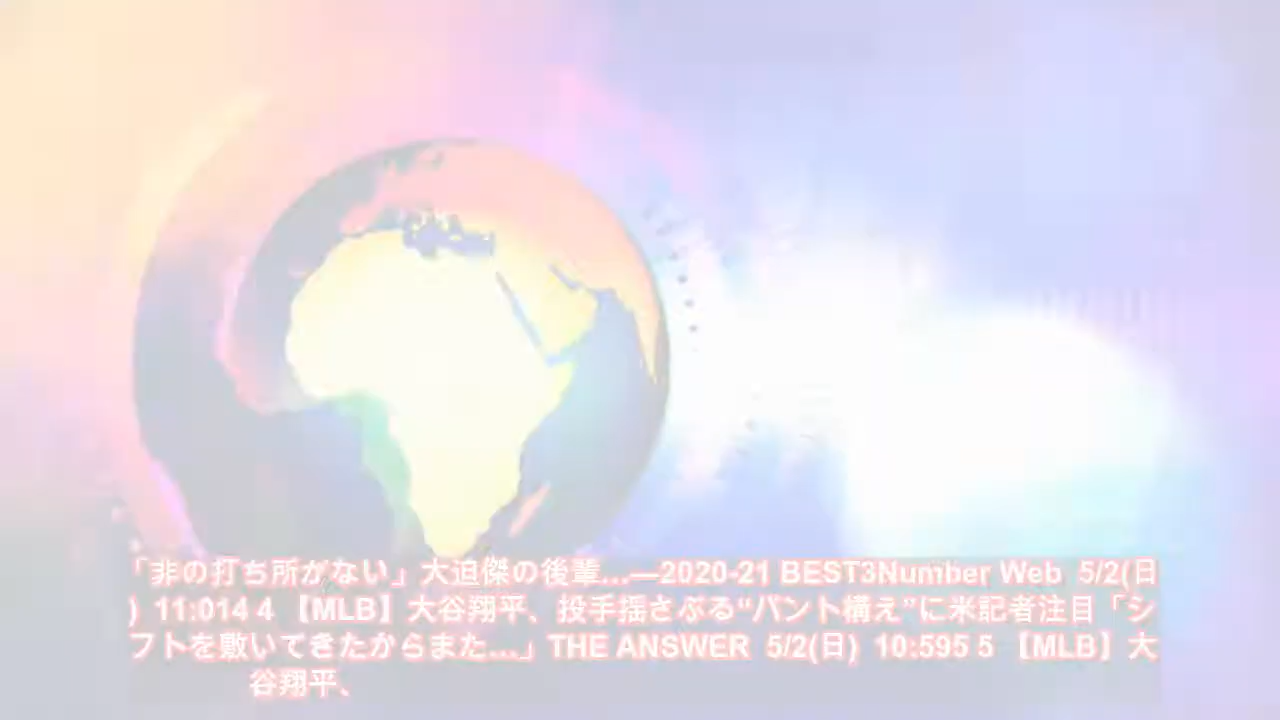 「非の打ち所がない」大迫傑の後輩...—2020-21 BEST3Number Web  5/2(日
)  11:014 4 【MLB】大谷翔平、投手揺さぶる“バント構え”に米記者注目「シ
フトを敷いてきたからまた...」THE ANSWER  5/2(日)  10:595 5 【MLB】大
谷翔平、